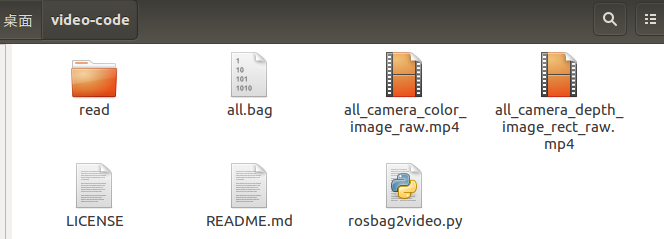 桌面
video-code
1
10
101
1010
read
all.bag
all_camera_color_
image_raw.mp4
all_camera_depth_
image_rect_raw.
mp4
LICENSE
README.md
rosbag2video.py